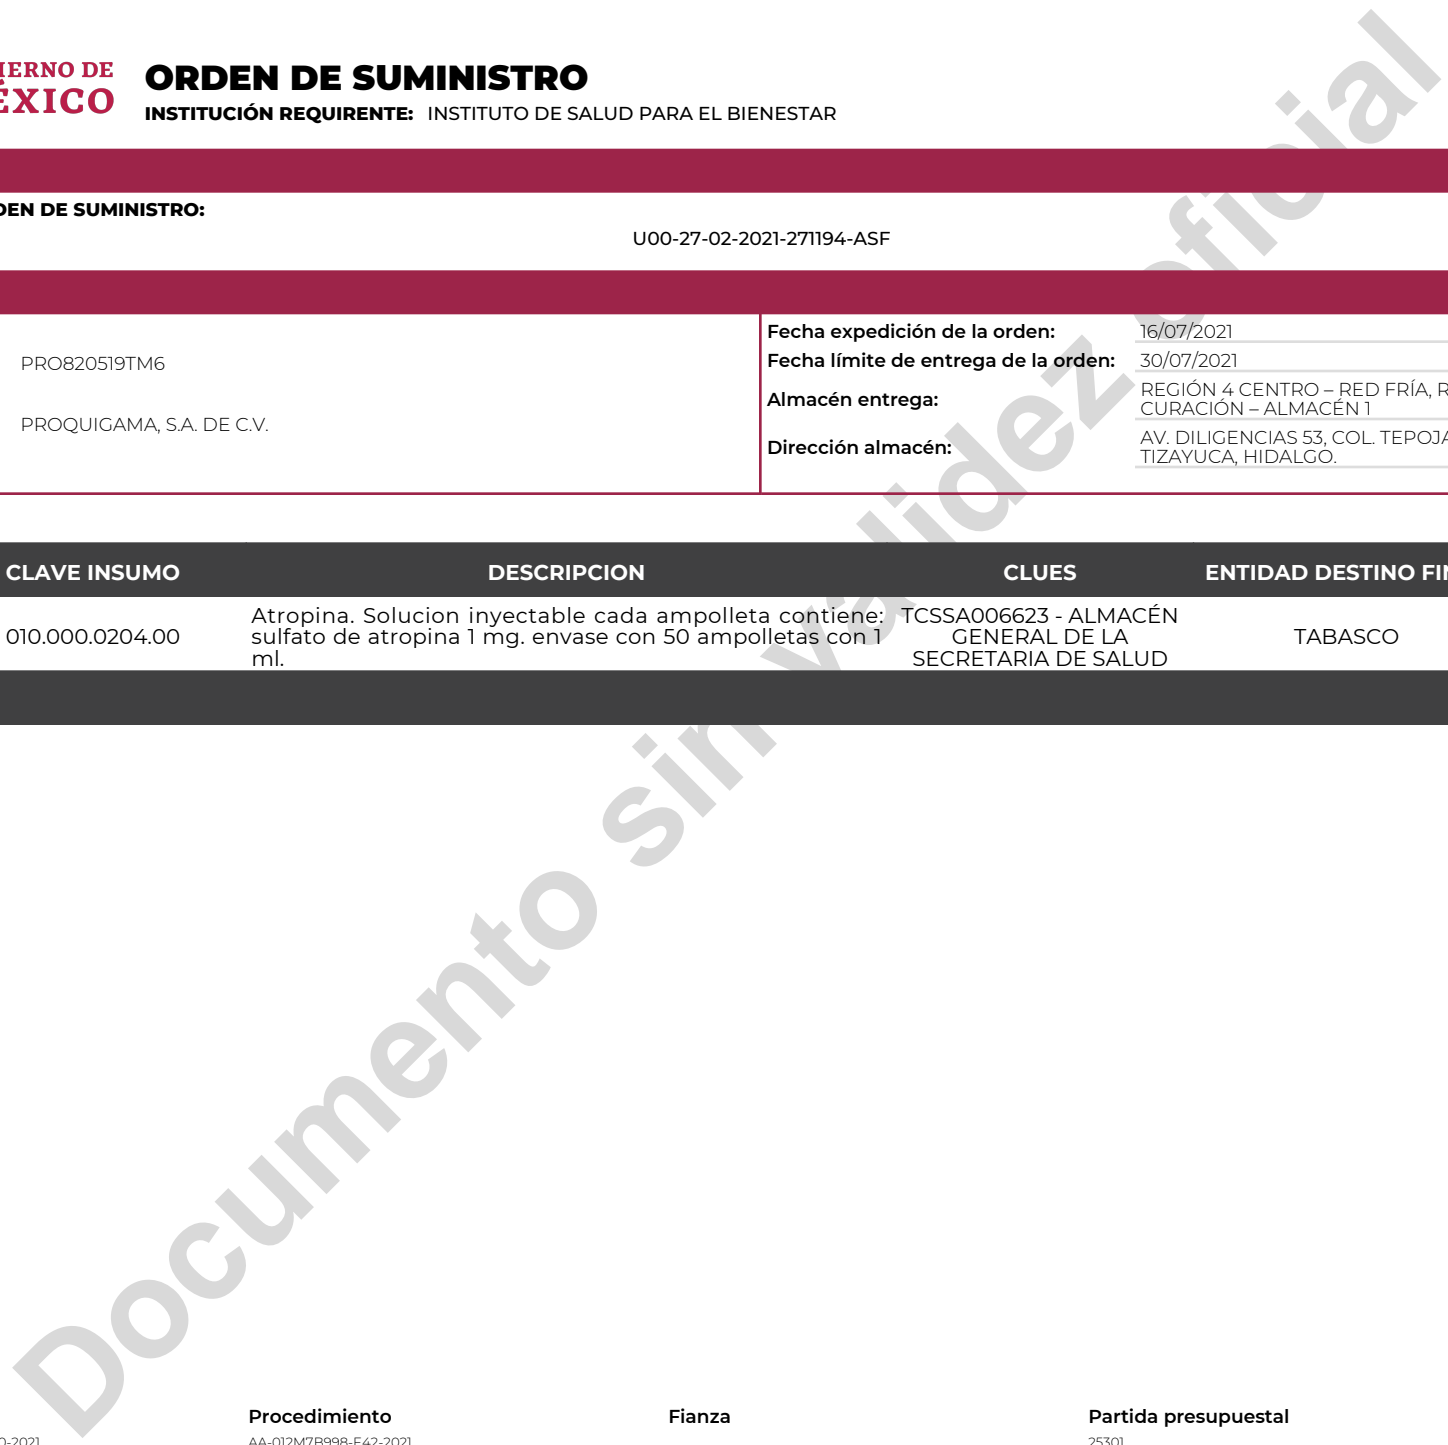 ORDEN DE SUMINISTRO
INSTITUCIÓN REQUIRENTE: INSTITUTO DE SALUD PARA EL BIENESTAR
DE
XICO
DE SUMINISTRO:
U00-27-02-2021-271194-ASF
PRO820519TM6
PROQUIGAMA, S.A. DE C.V.
Fecha expedición de la orden: 16/07/2021
Fecha límite de entrega de la orden: 30/07/2021
Almacén entrega: REGIÓN 4 CENTRO – RED FRÍA,
CURACIÓN – ALMACÉN 1
Dirección almacén: AV. DILIGENCIAS 53, COL.
TIZAYUCA, HIDALGO.
CLAVE INSUMO DESCRIPCION CLUES ENTIDAD DESTINO
010.000.0204.00
Atropina. Solucion inyectable cada ampolleta contiene:
sulfato de atropina 1 mg. envase con 50 ampolletas con 1
ml.
TCSSA006623 - ALMACÉN
GENERAL DE LA
SECRETARIA DE SALUD
TABASCO
Documento sin validez oficial
Procedimiento Fianza Partida presupuestal
AA-012M7B998-E42-2021 25301